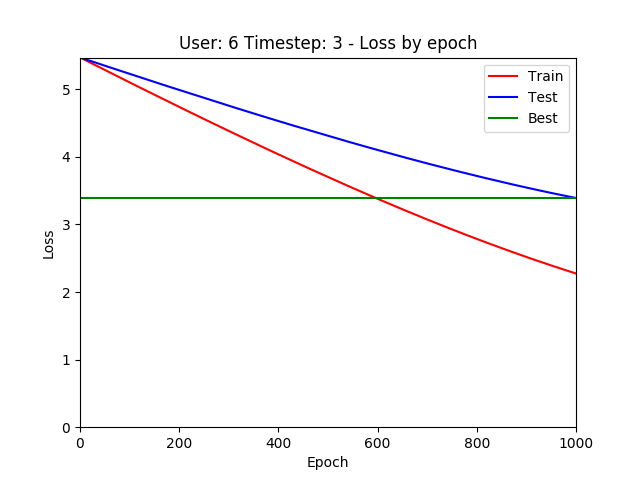 User: 6 Timestep: 3 - Loss by epoch
Train
Test
Best
5
4
3
2
1
0
Loss
0 200 400 600 800 1000
Epoch